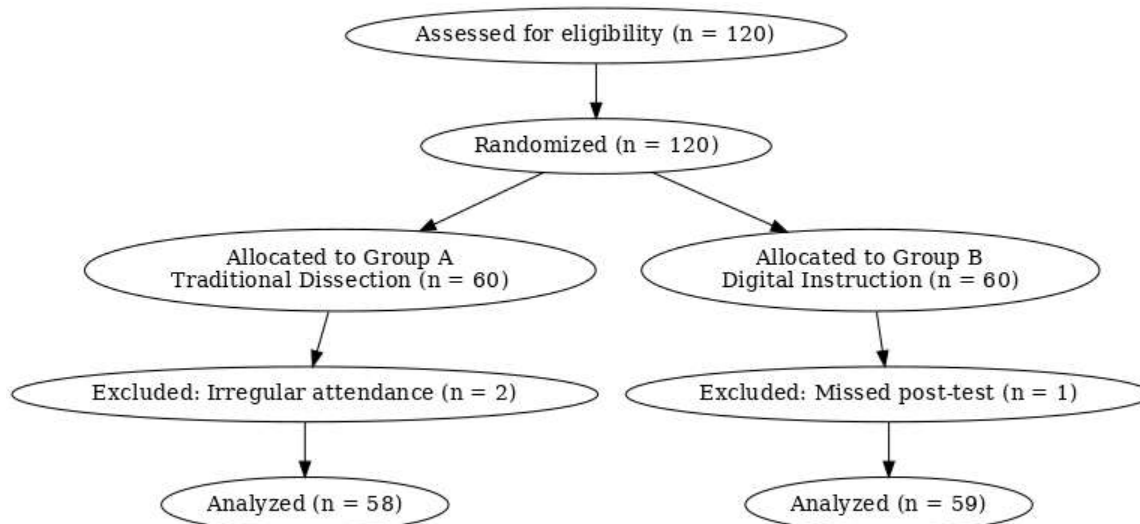 Assessed for eligibility (n = 120)
Randomized (n = 120)
Allocated to Group A
Traditional Dissection (n = 60)
Allocated to Group B
Digital Instruction (n = 60)
Excluded: Irregular attendance (n = 2)
Excluded: Missed post-test (n = 1)
Analyzed (n = 58)
Analyzed (n = 59)